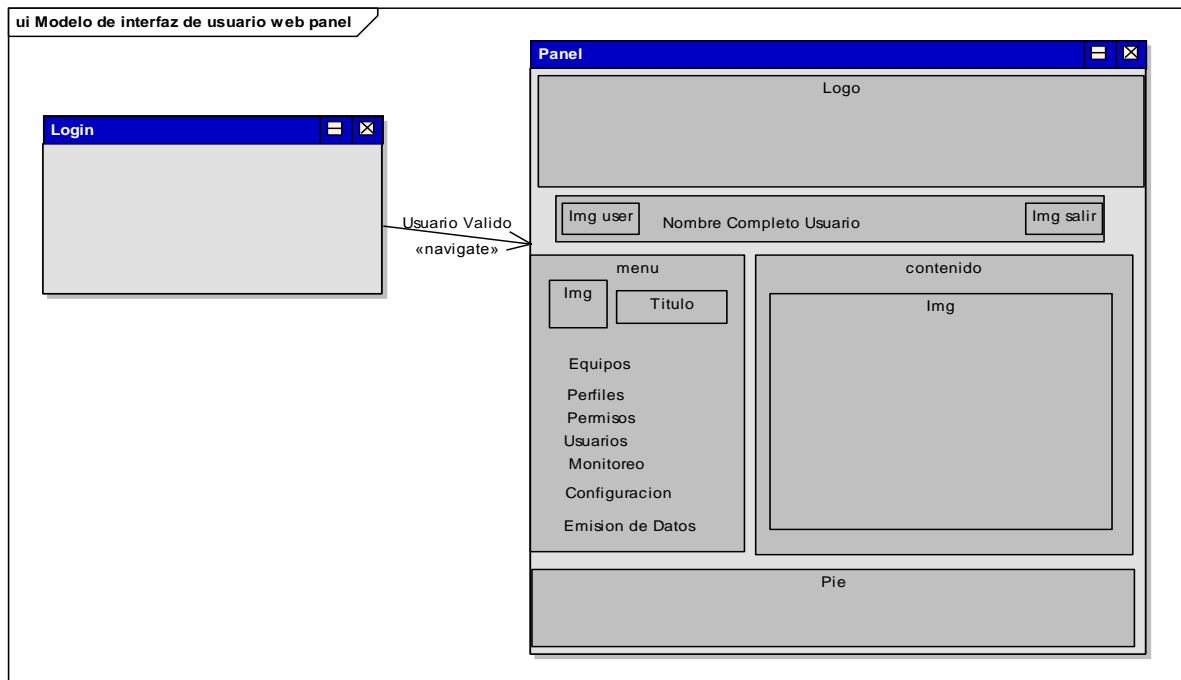 ui Modelo de interfaz de usuario web panel
Login
Usuario Valido
«navigate»
Panel
Logo
Img user
Nombre Completo Usuario
Img salir
menu
Img
Titulo
Equipos
Perfiles
Permisos
Usuarios
Monitoreo
Configuracion
Emision de Datos
contenido
Img
Pie